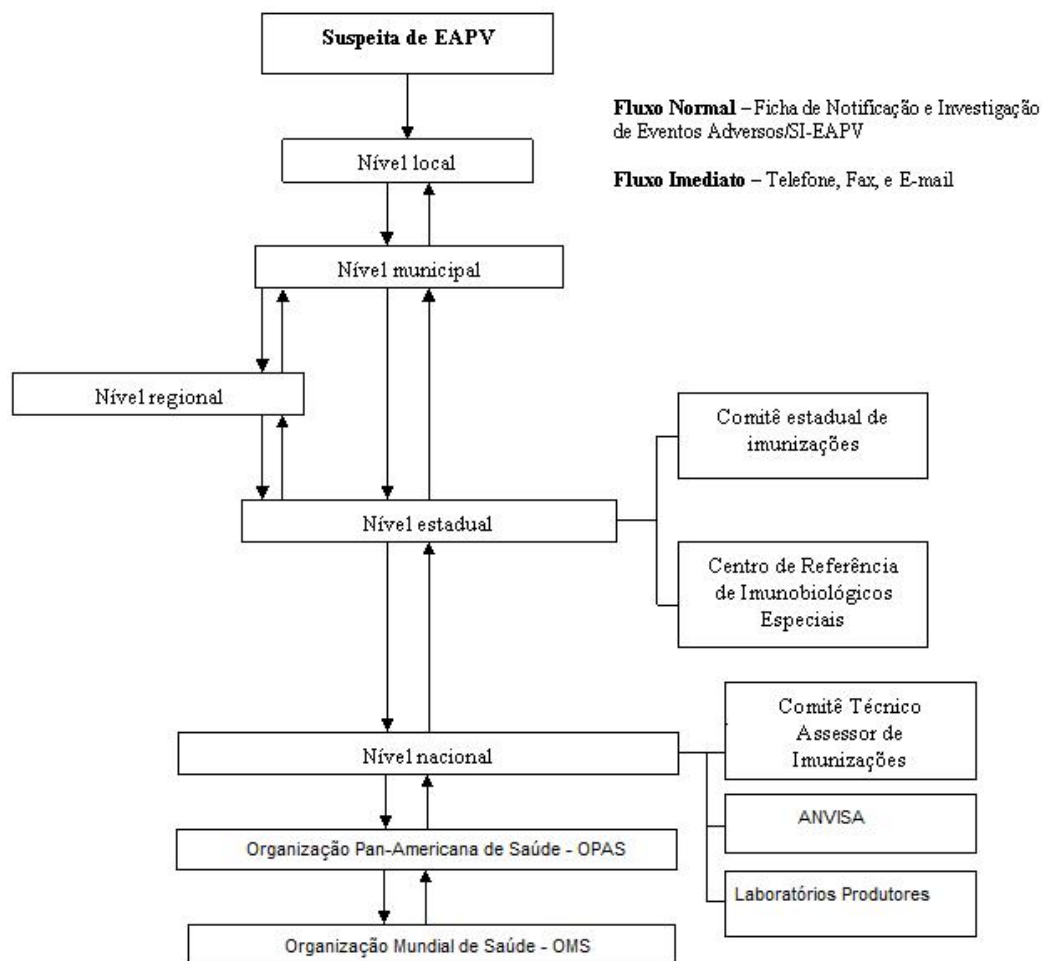 Suspeita de EAPV
Fluxo Normal – Ficha de Notificação e Investigação
de Eventos Adversos/SI-EAPV
Nível local
Fluxo Imediato – Telefone, Fax, e E-mail
Nível municipal
Nível regional
Comitê estadual de
imunizações
Nível estadual
Centro de Referência
de Imunobiológicos
Especiais
Comitê Técnico
Assessor de
Imunizações
Nível nacional
ANVISA
Organização Pan-Americana de Saúde - OPAS
Laboratórios Produtores
Organização Mundial de Saúde - OMS